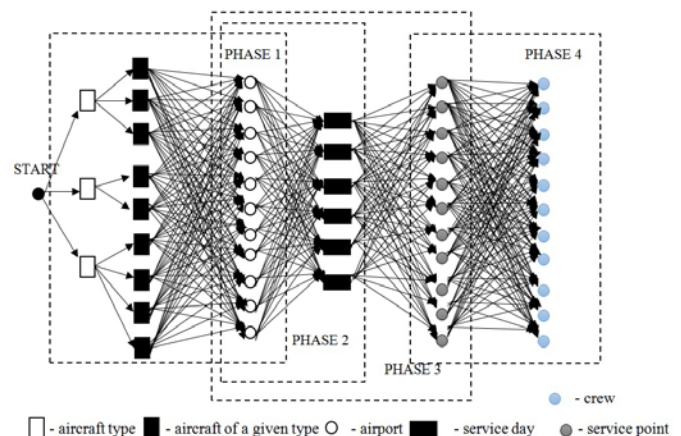 PHASE 1
PHASE 4
START
PHASE 2
PHASE 3
- crew
- aircraft type
- aircraft of a given type
- airport
- service day
- service point